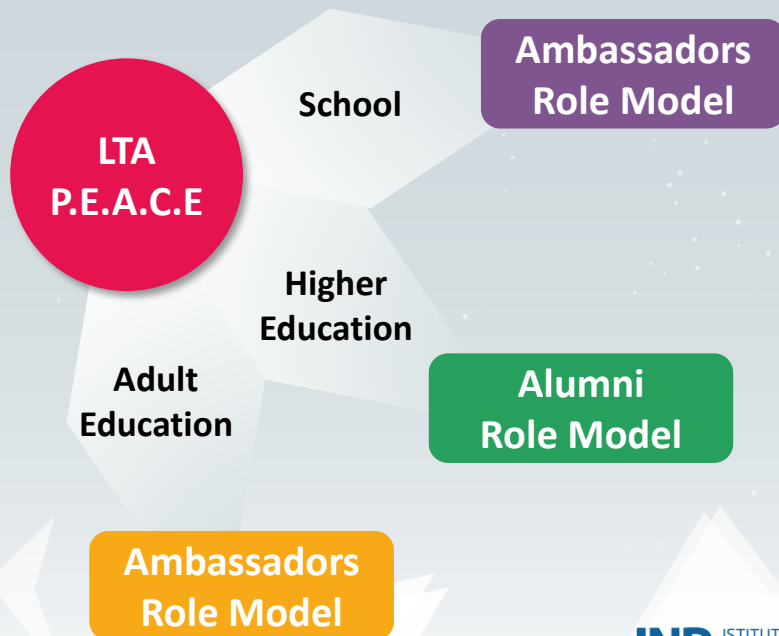 Ambassadors
Role Model
School
LTA
P.E.A.C.E
Higher
Education
Adult
Education
Alumni
Role Model
Ambassadors
Role Model